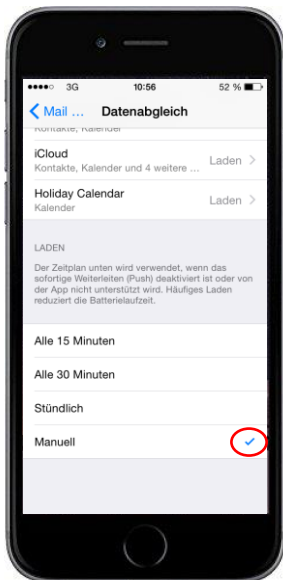 3G 10:56 52 %
Mail ... Datenabgleich
Kontakte, Kalender
iCloud
Kontakte, Kalender und 4 weitere ...
Laden
Holiday Calendar
Kalender
Laden
LADEN
Der Zeitplan unten wird verwendet, wenn das
sofortige Weiterleiten (Push) deaktiviert ist oder von
der App nicht unterstützt wird. Häufiges Laden
reduziert die Batterielaufzeit.
Alle 15 Minuten
Alle 30 Minuten
Stündlich
Manuell